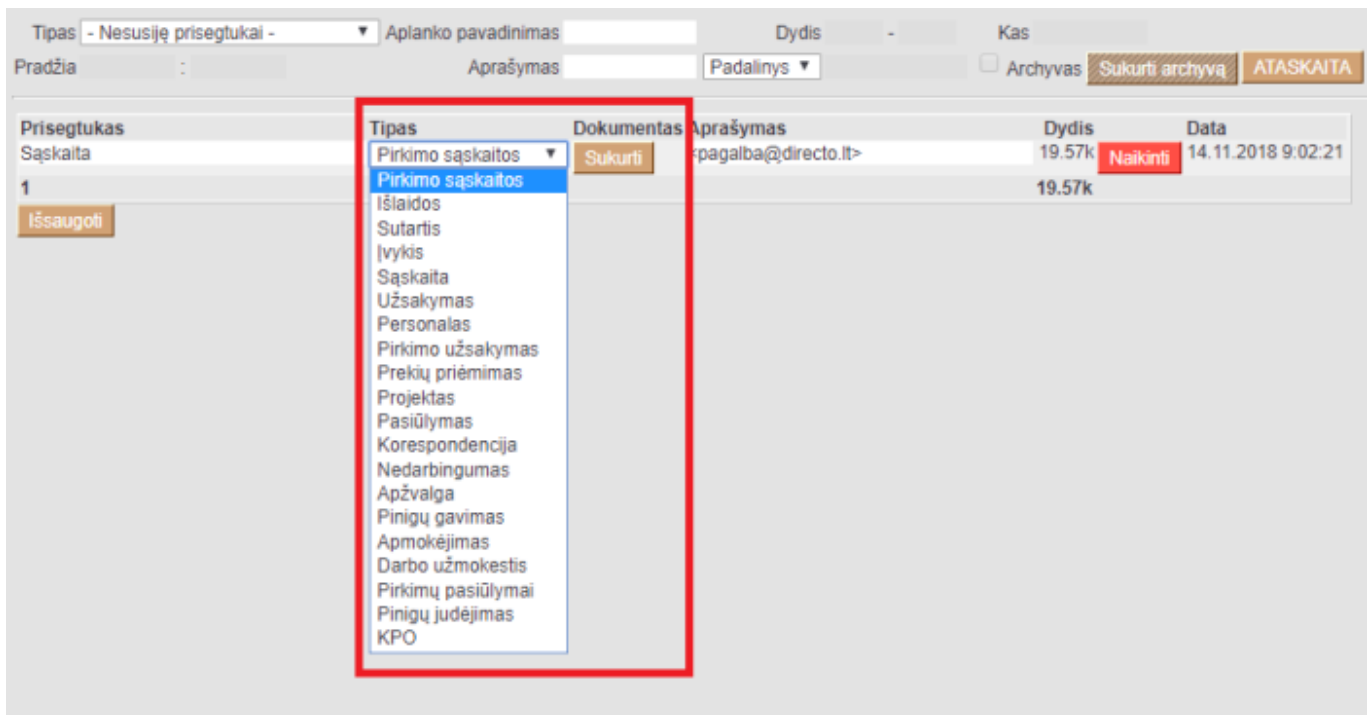 Tipas - Nesusiję prisegtukai - Aplanko pavadinimas Dydis - Kas
Pradžia : Aprašymas Padalinys Archyvas Sukurti archyvą ATASKAITA
Prisegtukas Tipas Dokumentas Aprašymas Dydis Data
Sąskaita Pirkimo sąskaitos Sukurti <pagalba@directo.lt> 19.57k Naikinti 14.11.2018 9:02:21
1 Pirkimo sąskaitos 19.57k
Išsaugoti Išlaidos
Sutartis
Įvykis
Sąskaita
Užsakymas
Personalas
Pirkimo užsakymas
Prekių priėmimas
Projektas
Pasiūlymas
Korespondencija
Nedarbingumas
Apžvalga
Pinigų gavimas
Apmokėjimas
Darbo užmokestis
Pirkimų pasiūlymai
Pinigų judėjimas
KPO